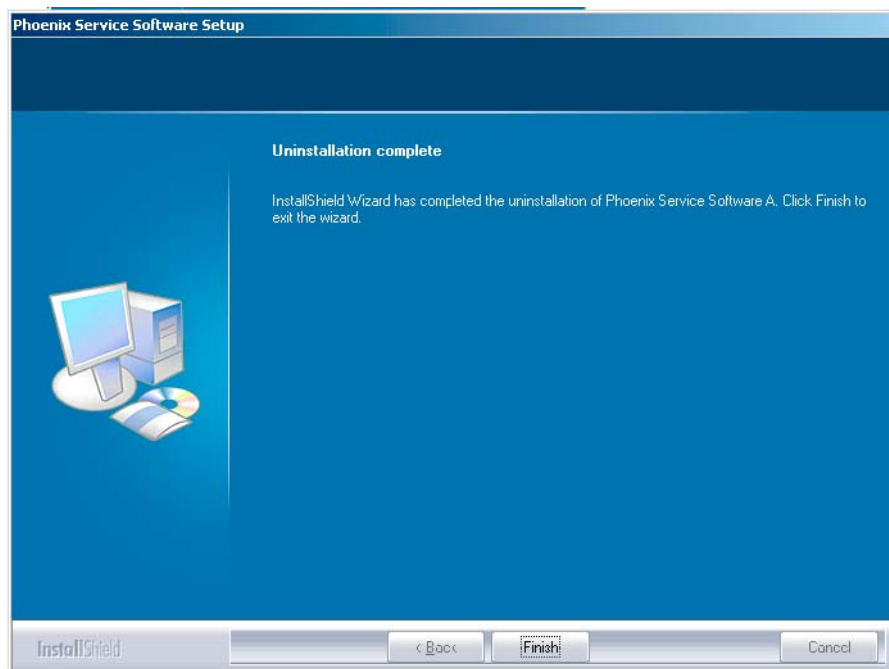 Phoenix Service Software Setup
Uninstallation complete
InstallShield Wizard has completed the uninstallation of Phoenix Service Software A. Click Finish to
exit the wizard.
InstallShield
< Back
Finish
Cancel